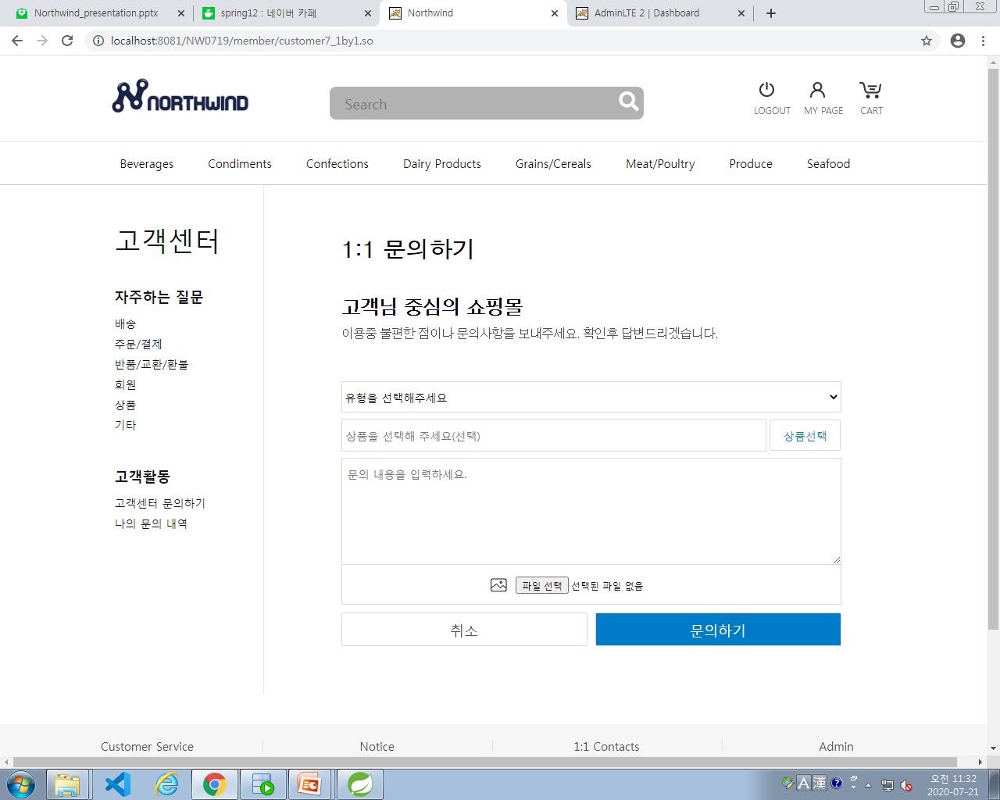 Northwind_presentation.pptx
spring12 : 네이버 카페
Northwind
AdminLTE 2 | Dashboard
localhost:8081/NW0719/member/customer7_1by1.so
NORTHWIND
Search
LOGOUT
MY PAGE
CART
Beverages
Condiments
Confections
Dairy Products
Grains/Cereals
Meat/Poultry
Produce
Seafood
고객센터
자주하는 질문
배송
주문/결제
반품/교환/환불
회원
상품
기타
고객활동
고객센터 문의하기
나의 문의 내역
1:1 문의하기
고객님 중심의 쇼핑몰
이용중 불편한 점이나 문의사항을 보내주세요. 확인후 답변드리겠습니다.
유형을 선택해주세요
상품을 선택해 주세요(선택)
상품선택
문의 내용을 입력하세요.
파일 선택 선택된 파일 없음
취소
문의하기
Customer Service
Notice
1:1 Contacts
Admin
A 漢
오전 11:32
2020-07-21